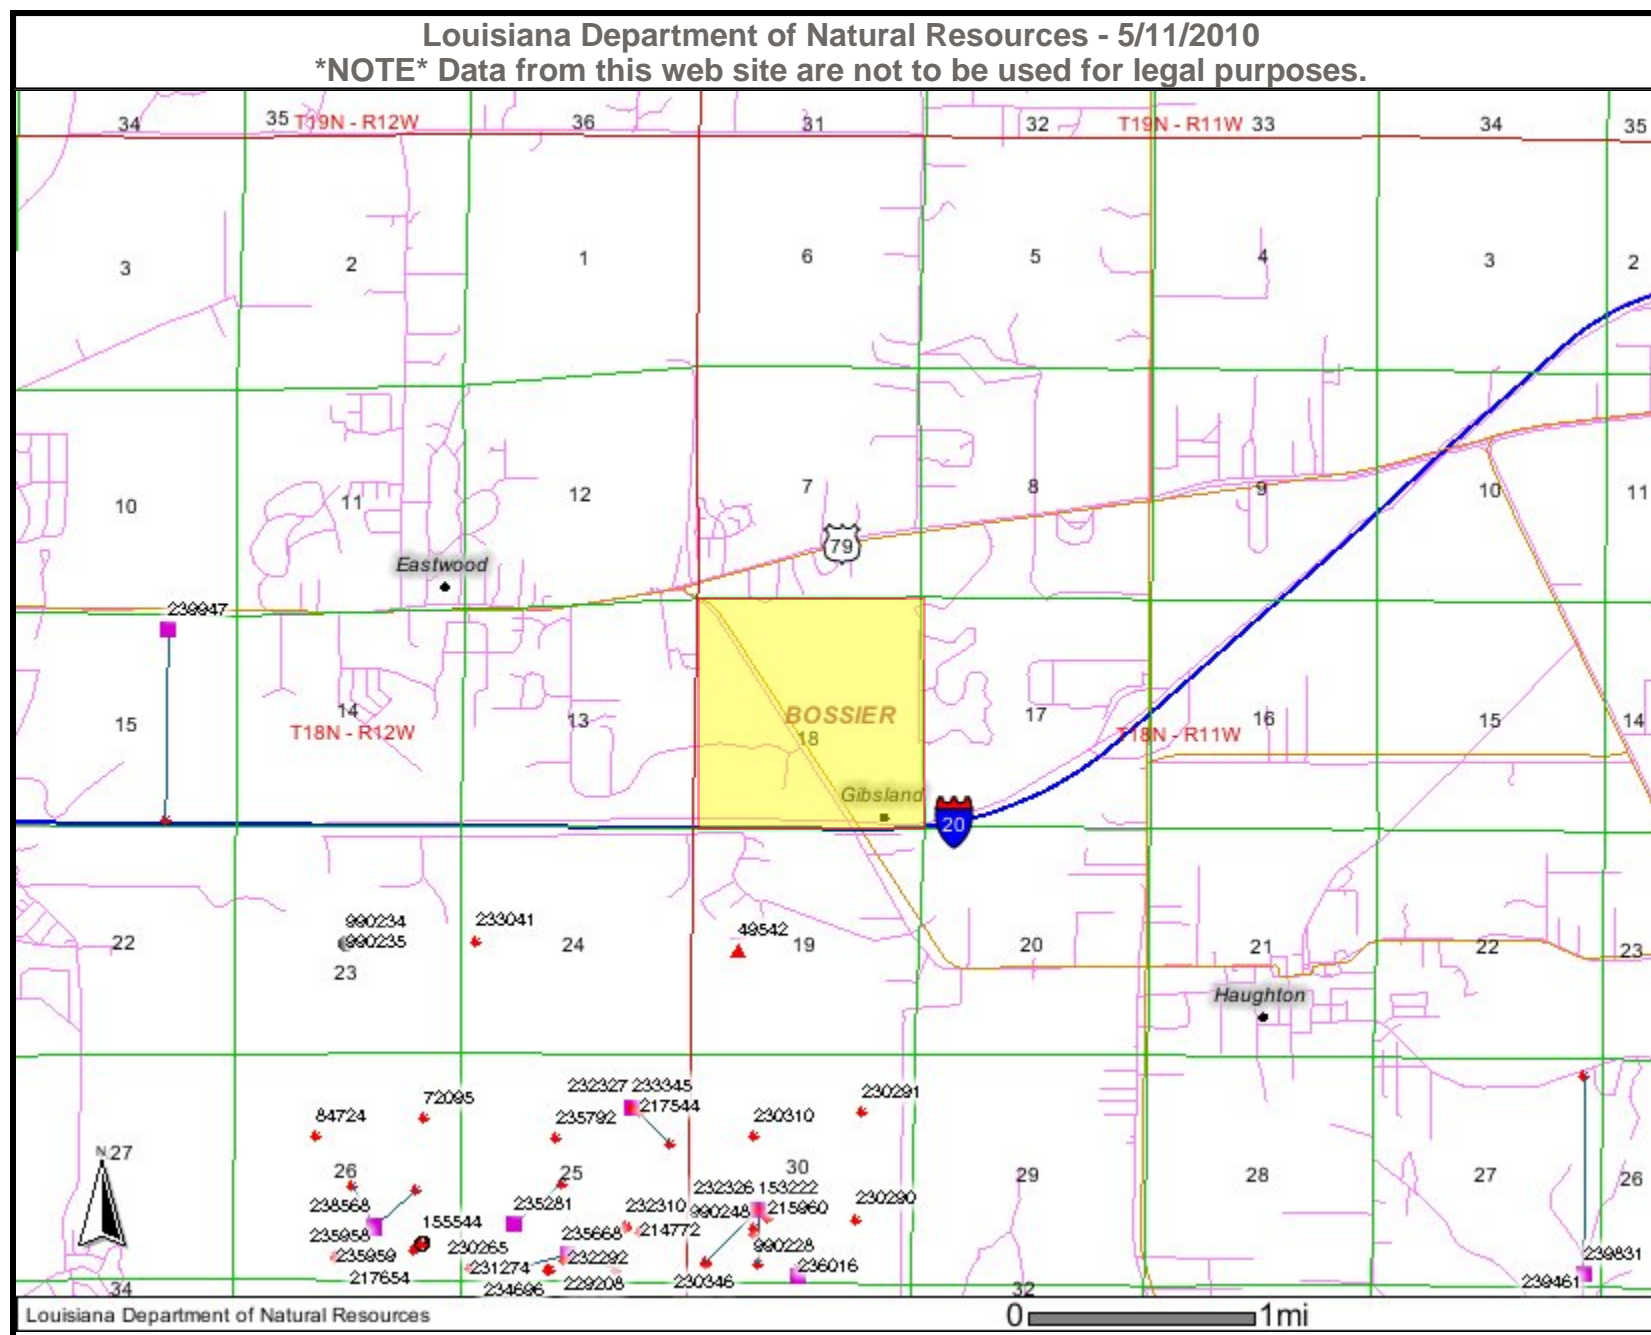 Louisiana Department of Natural Resources - 5/11/2010
*NOTE* Data from this web site are not to be used for legal purposes.
34 35 T19N - R12W 36 31 32 T19N - R11W 33 34 35
3 2 1 6 5 4 3 2
10 11 12 7 8 9 10 11
79
Eastwood
239947
15 14 13 BOSSIER 17 16 15 14
T18N - R12W 18 T18N - R11W
Gibsland
20
990234 233041 49542
22 990235 24 19 20 21 22 23
23
Haughton
232327 233345
84724 72095 235792 217544 230310 230291
N 27 26 25 30 29 28 27 26
238568 235281 232326 153222
235958 155544 232310 990248 215960 230290
235959 230265 235668 214772 990228
217654 231274 232292 236016 239831
34 234696 229208 230346 32 239461
Louisiana Department of Natural Resources
0 1mi